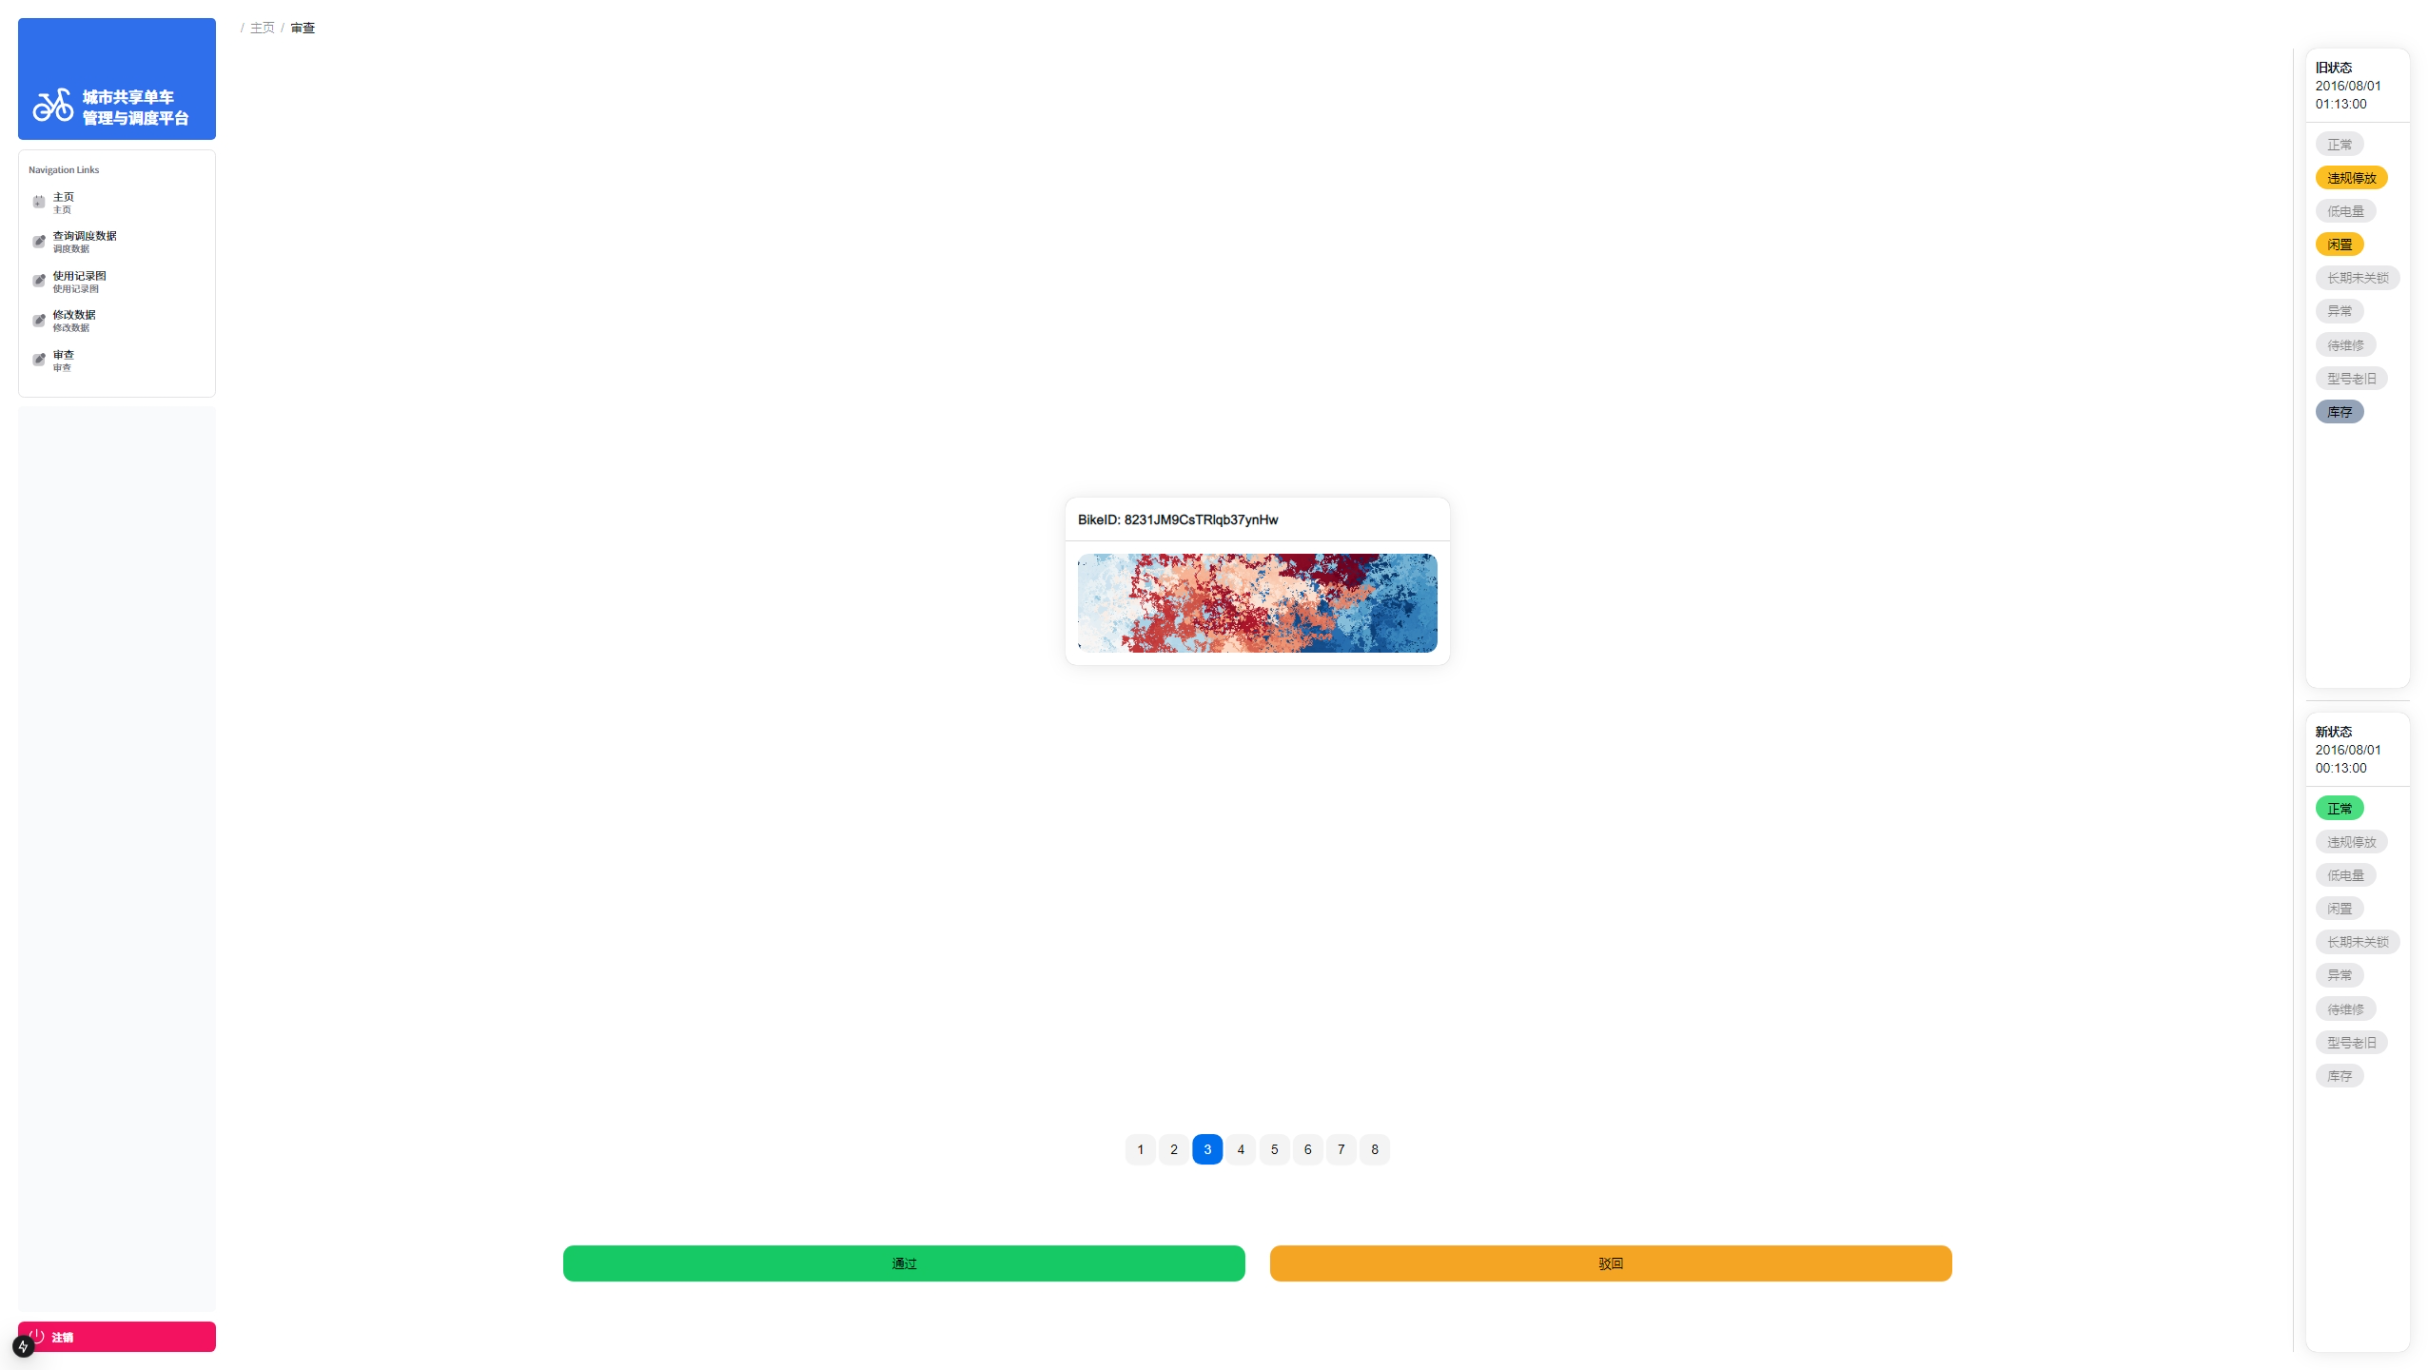 城市共享单车
管理与调度平台
Navigation Links
主页
主页
查询调度数据
调度数据
使用记录图
使用记录图
修改数据
修改数据
审查
审查
注销
/ 主页 / 审查
BikeID: 8231JM9CsTRlqb37ynHw
1 2 3 4 5 6 7 8
通过 驳回
旧状态
2016/08/01
01:13:00
正常
违规停放
低电量
闲置
长期未关锁
异常
待维修
型号老旧
库存
新状态
2016/08/01
00:13:00
正常
违规停放
低电量
闲置
长期未关锁
异常
待维修
型号老旧
库存